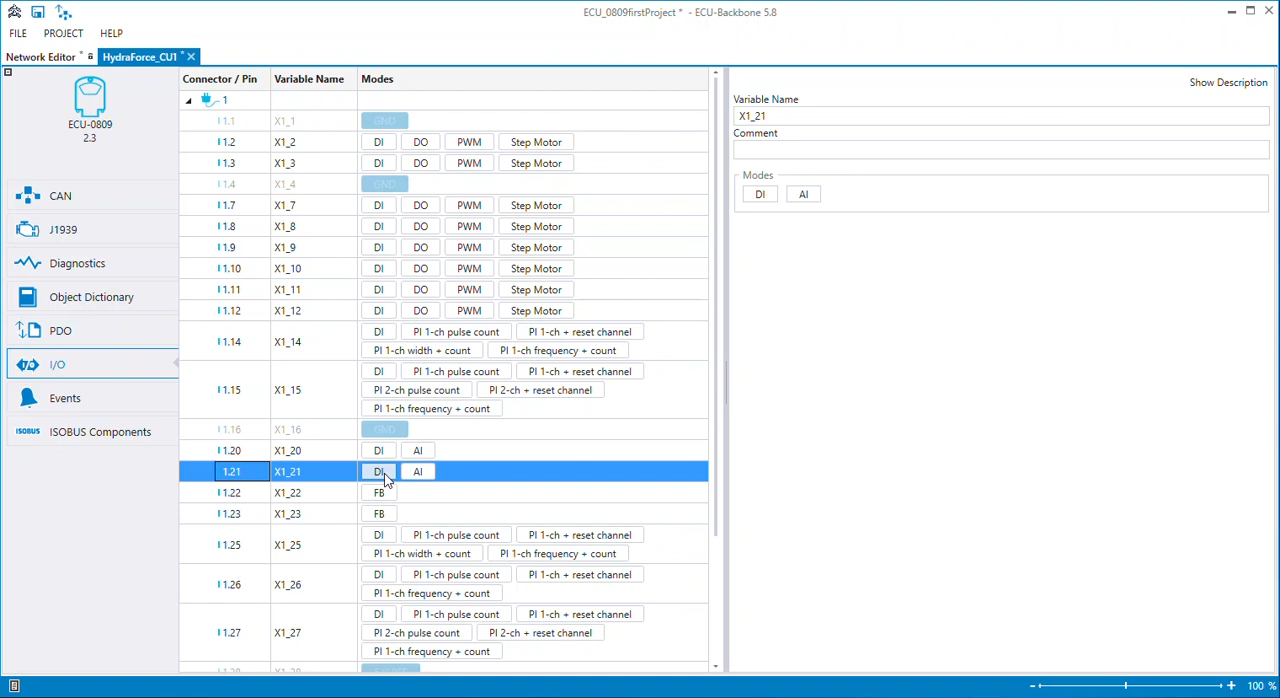 ECU_0809firstProject * - ECU-Backbone 5.8
FILE PROJECT HELP
Network Editor * HydraForce_CU1 *
ECU-0809
2.3
CAN
J1939
Diagnostics
Object Dictionary
PDO
I/O
Events
ISOBUS ISOBUS Components
Connector / Pin Variable Name Modes
1
1.1 X1_1 GND
1.2 X1_2 DI DO PWM Step Motor
1.3 X1_3 DI DO PWM Step Motor
1.4 X1_4 GND
1.7 X1_7 DI DO PWM Step Motor
1.8 X1_8 DI DO PWM Step Motor
1.9 X1_9 DI DO PWM Step Motor
1.10 X1_10 DI DO PWM Step Motor
1.11 X1_11 DI DO PWM Step Motor
1.12 X1_12 DI DO PWM Step Motor
1.14 X1_14 DI PI 1-ch pulse count PI 1-ch + reset channel
PI 1-ch width + count PI 1-ch frequency + count
1.15 X1_15 DI PI 1-ch pulse count PI 1-ch + reset channel
PI 2-ch pulse count PI 2-ch + reset channel
PI 1-ch frequency + count
1.16 X1_16 GND
1.20 X1_20 DI AI
1.21 X1_21 DI AI
1.22 X1_22 FB
1.23 X1_23 FB
1.25 X1_25 DI PI 1-ch pulse count PI 1-ch + reset channel
PI 1-ch width + count PI 1-ch frequency + count
1.26 X1_26 DI PI 1-ch pulse count PI 1-ch + reset channel
PI 1-ch frequency + count
1.27 X1_27 DI PI 1-ch pulse count PI 1-ch + reset channel
PI 2-ch pulse count PI 2-ch + reset channel
PI 1-ch frequency + count
1.28 X1_28
Show Description
Variable Name
X1_21
Comment
Modes
DI AI
100 %